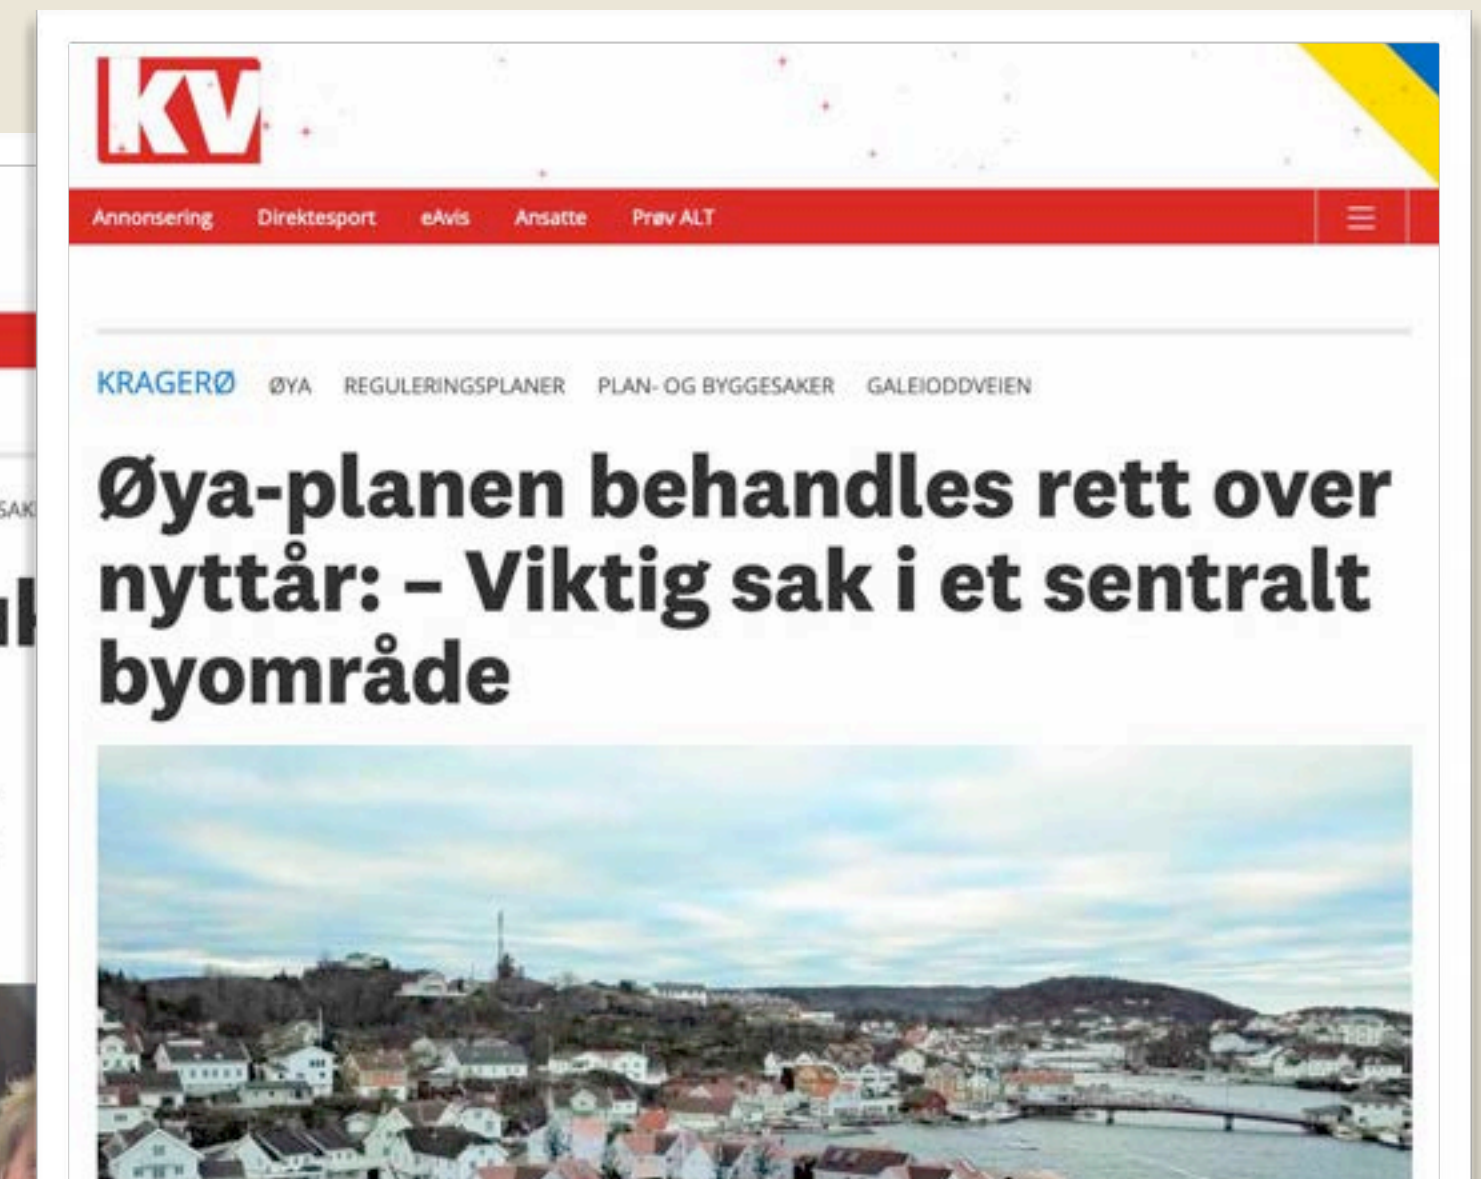 kv
Annonsering Direktesport eAvis Ansatte Prøv ALT
KRAGERØ ØYA REGULERINGSPLANER PLAN- OG BYGGESAKER GALEIODDVEIEN
Øya-planen behandles rett over
nyttår: – Viktig sak i et sentralt
byområde